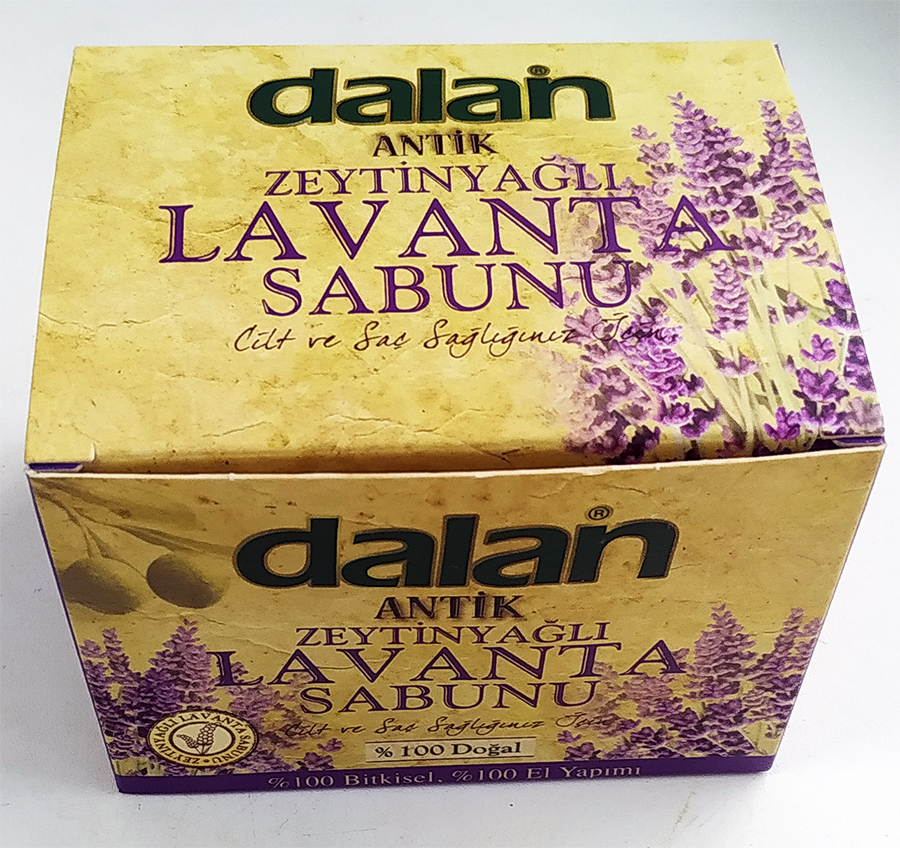 dalan®
ANTİK
ZEYTİNYAĞLI
LAVANTA
SABUNU
Cilt ve Saç Sağlığınız İçin
dalan®
ANTİK
ZEYTİNYAĞLI
LAVANTA
SABUNU
Cilt ve Saç Sağlığınız İçin
% 100 Doğal
ZEYTİNYAĞLI LAVANTA SABUNU
%100 Bitkisel, %100 El Yapımı